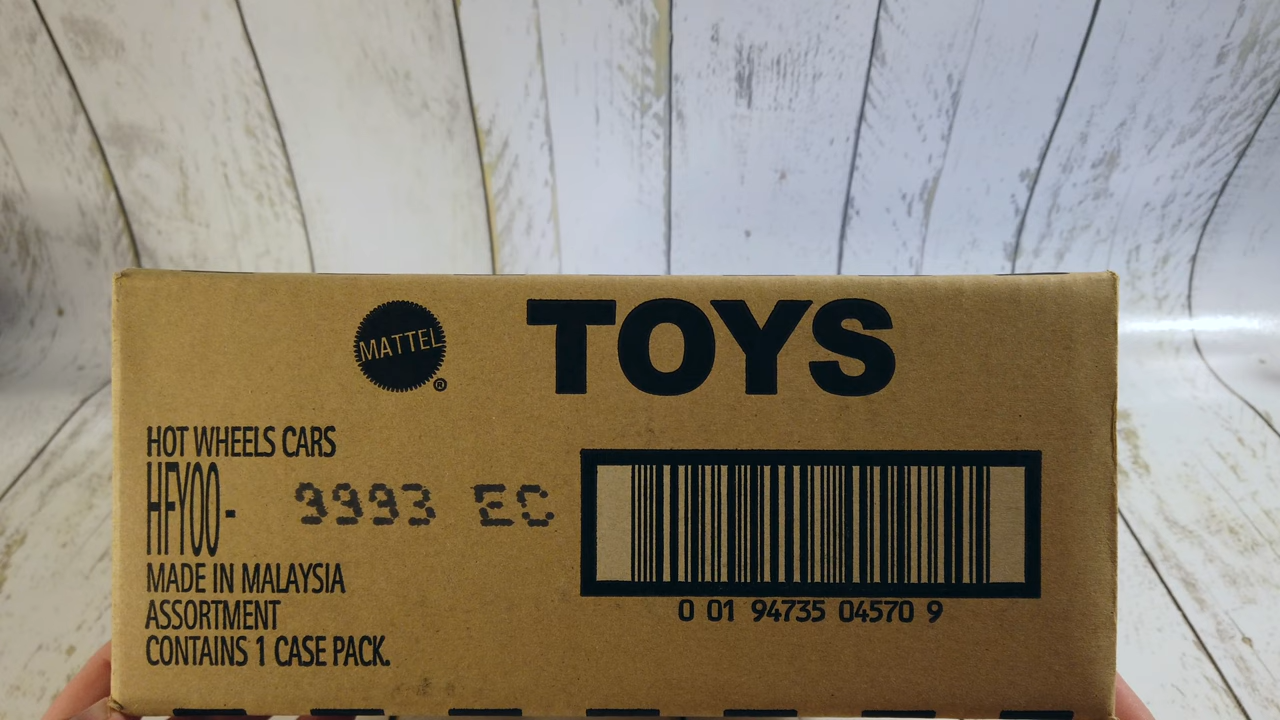 MATTEL
®
TOYS
HOT WHEELS CARS
HFY00- 9993 EC
MADE IN MALAYSIA
ASSORTMENT
CONTAINS 1 CASE PACK.
0 01 94735 04570 9